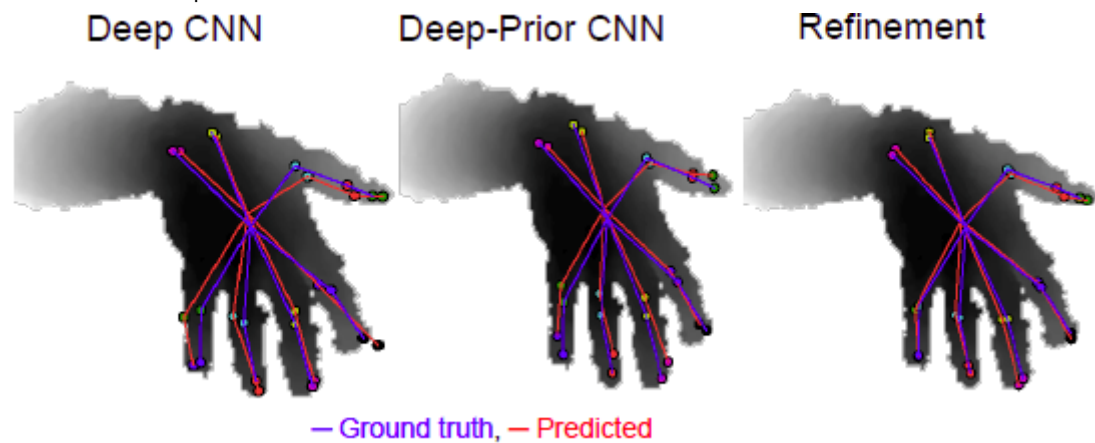 Deep CNN Deep-Prior CNN Refinement
— Ground truth, — Predicted